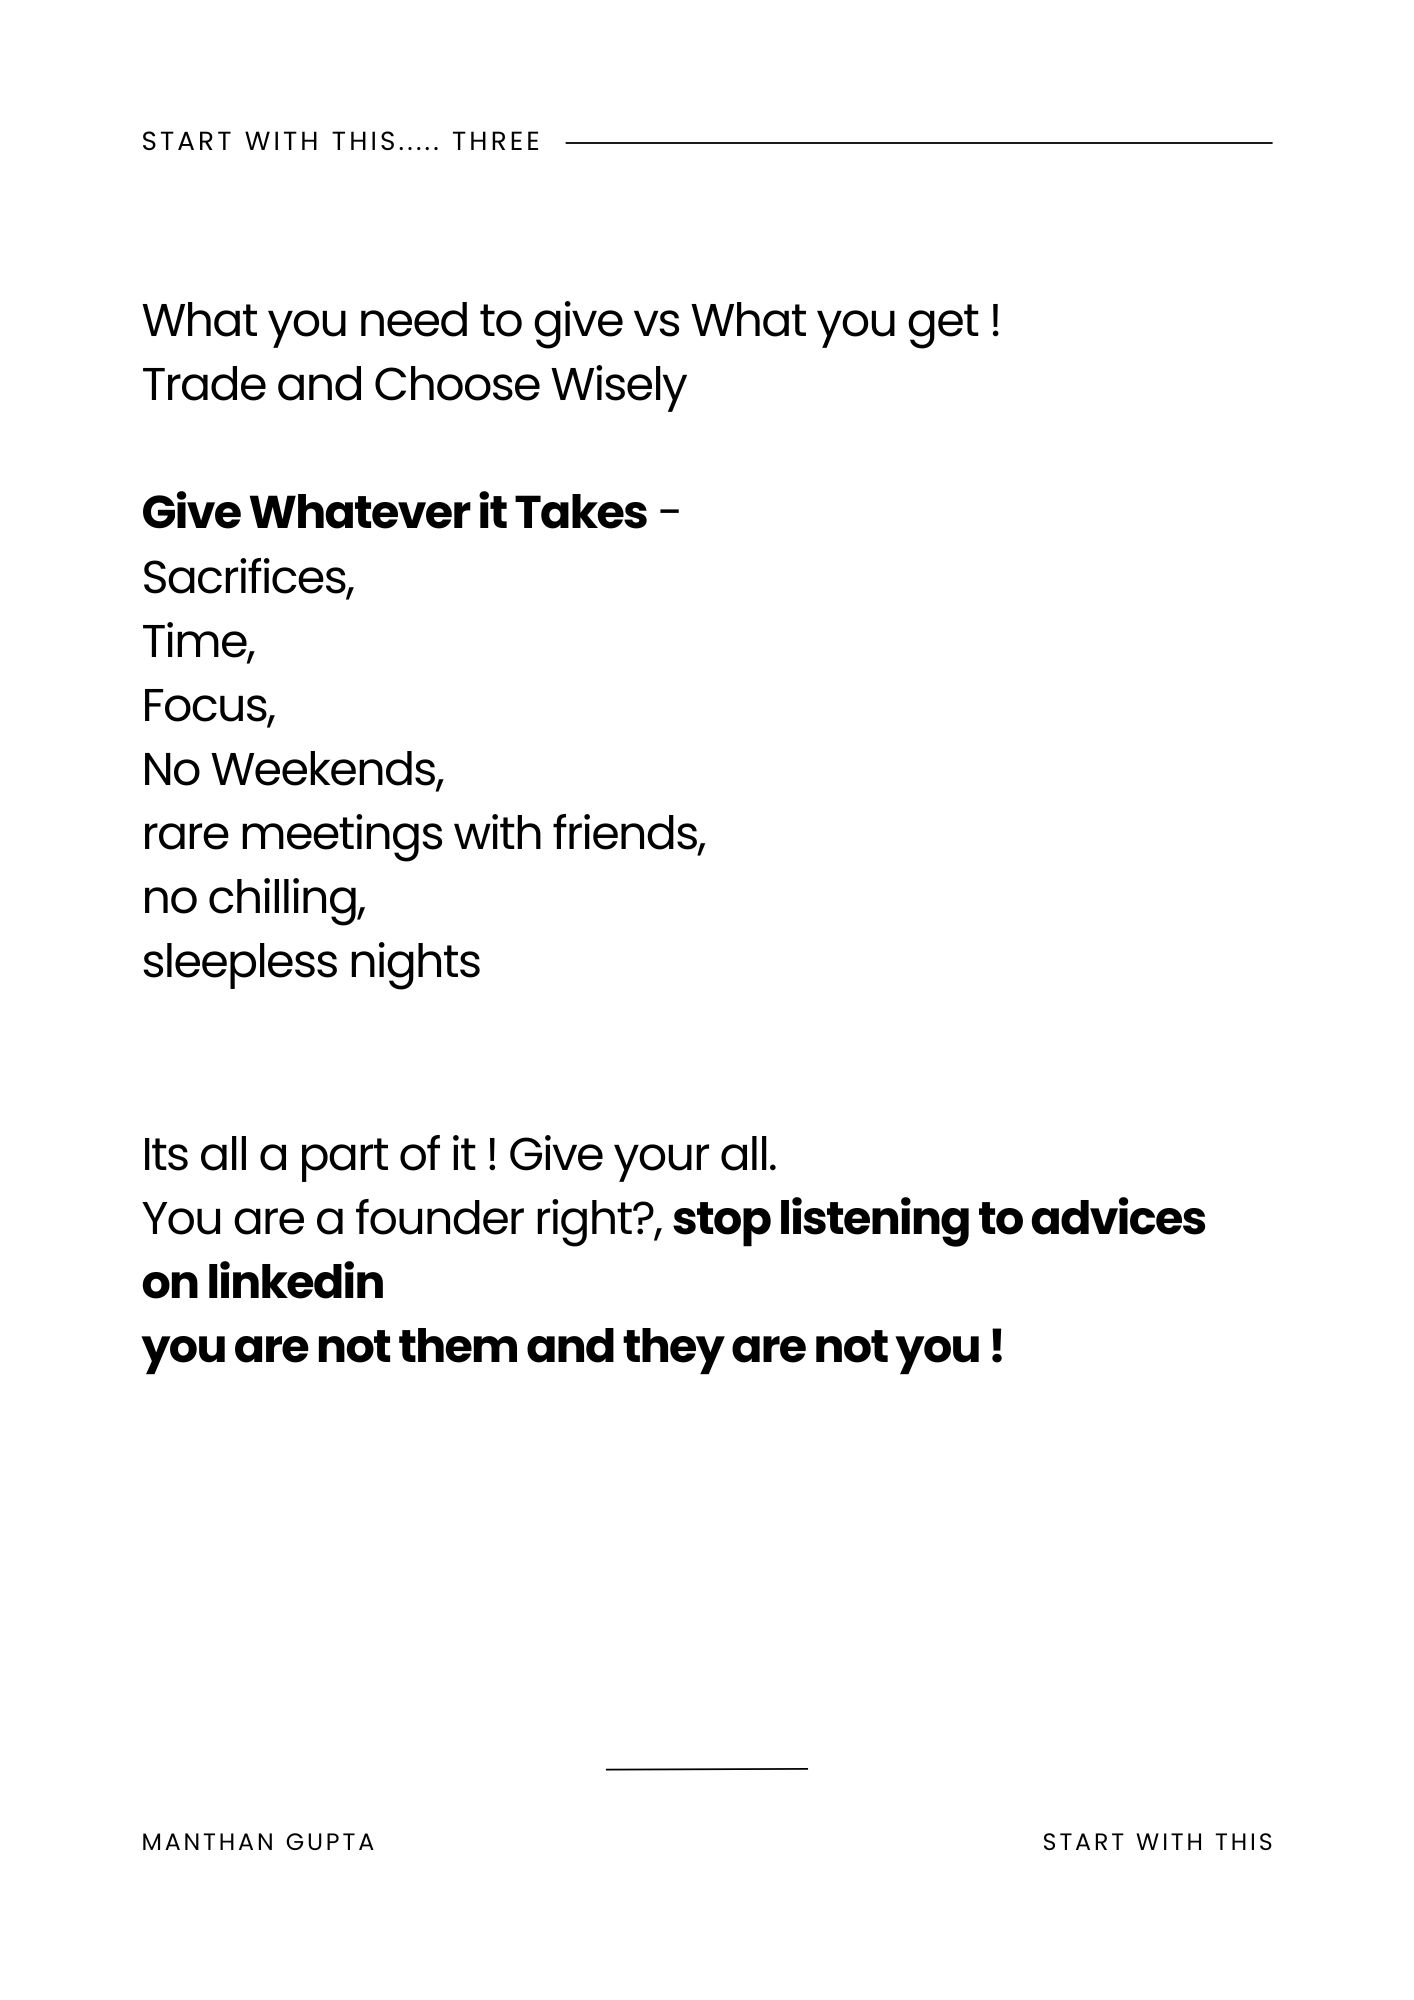 START WITH THIS..... THREE
What you need to give vs What you get !
Trade and Choose Wisely
Give Whatever it Takes -
Sacrifices,
Time,
Focus,
No Weekends,
rare meetings with friends,
no chilling,
sleepless nights
Its all a part of it ! Give your all.
You are a founder right?, stop listening to advices
on linkedin
you are not them and they are not you !
MANTHAN GUPTA
START WITH THIS